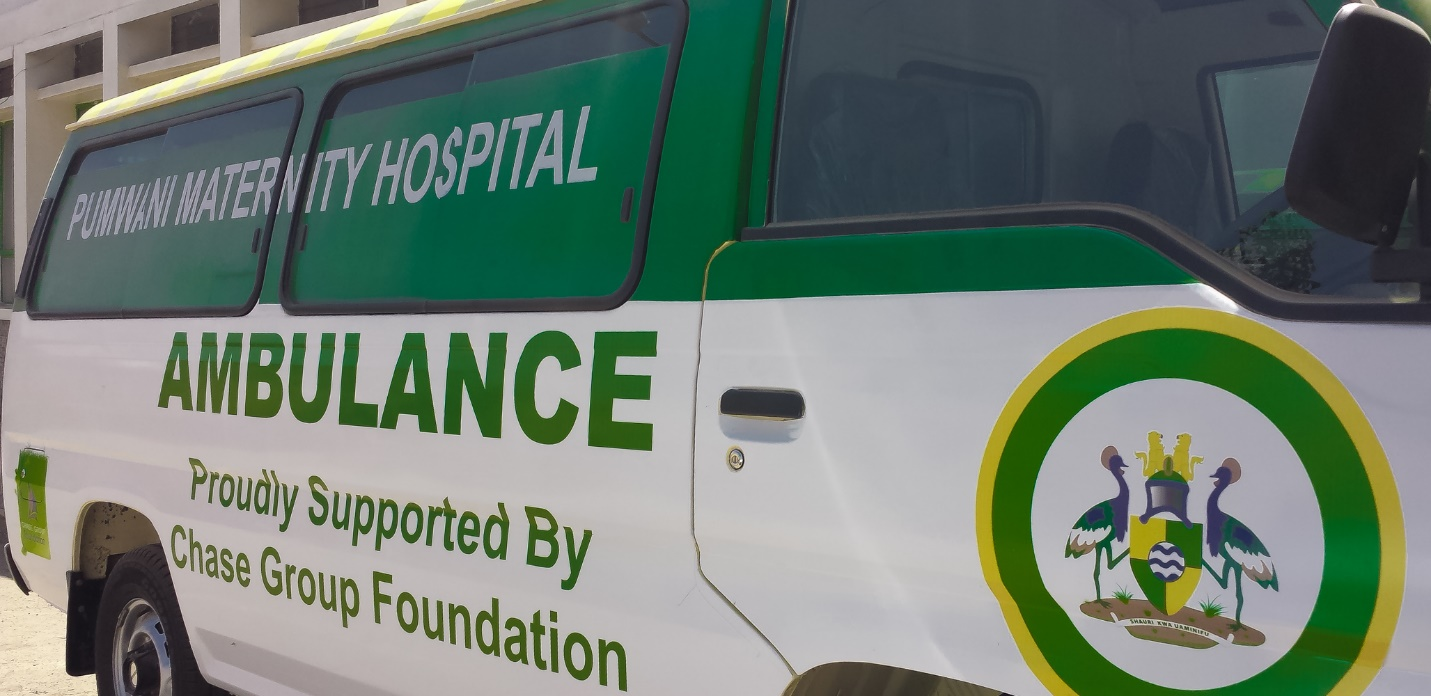 PUMWANI MATERNITY HOSPITAL
AMBULANCE
Proudly Supported By
Chase Group Foundation
SHAURI KWA UAMINIFU